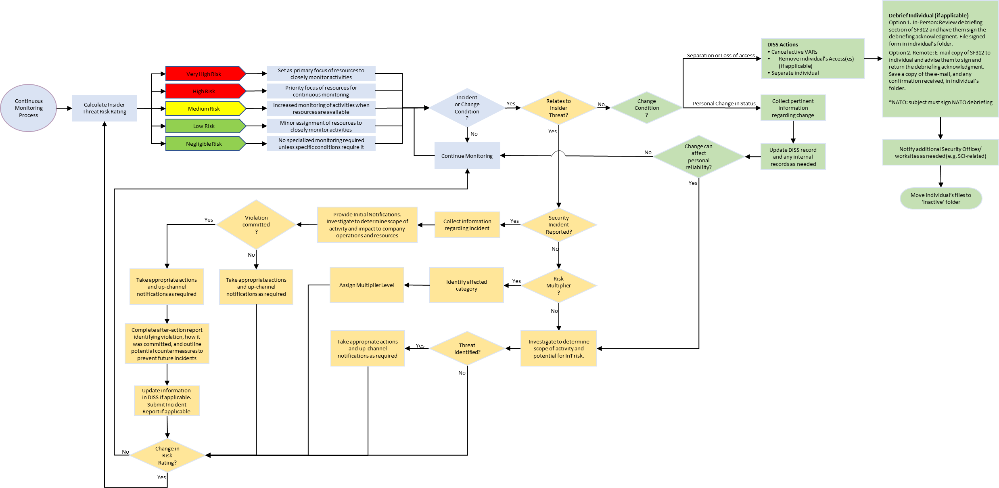 Continuous
Monitoring
Process
Calculate Insider
Threat Risk Rating
Very High Risk
High Risk
Medium Risk
Low Risk
Negligible Risk
Set as primary focus of resources to
closely monitor activities
Priority focus of resources for
continuous monitoring
Increased monitoring of activities when
resources are available
Minor assignment of resources to
closely monitor activities
No specialized monitoring required
unless specific conditions require it
Incident
or Change
Condition
?
Yes
No
Continue Monitoring
Relates to
Insider
Threat?
No
Yes
Change
Condition
?
Separation or Loss of access
Personal Change in Status
DISS Actions
• Cancel active VARs
• Remove individual's Access(es)
(if applicable)
• Separate individual
Debrief Individual (if applicable)
Option 1. In-Person: Review debriefing
section of SF312 and have them sign the
debriefing acknowledgment. File signed
form in individual's folder.
Option 2. Remote: E-mail copy of SF312 to
individual and advise them to sign and
return the debriefing acknowledgment.
Save a copy of the e-mail, and any
confirmation received, in individual's
folder.
*NATO: subject must sign NATO debriefing
Notify additional Security Offices/
worksites as needed (e.g. SCI-related)
Move individual's files to
'Inactive' folder
Collect pertinent
information
regarding change
Update DISS record
and any internal
records as needed
Change can
affect
personal
reliability?
No
Yes
Security
Incident
Reported?
Yes
No
Collect information
regarding incident
Provide Initial Notifications.
Investigate to determine scope of
activity and impact to company
operations and resources
Violation
committed
?
Yes
No
Take appropriate actions
and up-channel
notifications as required
Take appropriate actions
and up-channel
notifications as required
Risk
Multiplier
?
Yes
No
Identify affected
category
Assign Multiplier Level
Complete after-action report
identifying violation, how it
was committed, and outline
potential countermeasures to
prevent future incidents
Investigate to determine
scope of activity and
potential for InT risk.
Threat
identified?
Yes
No
Take appropriate actions
and up-channel
notifications as required
Update information
in DISS if applicable.
Submit Incident
Report if applicable
Change in
Risk
Rating?
No
Yes